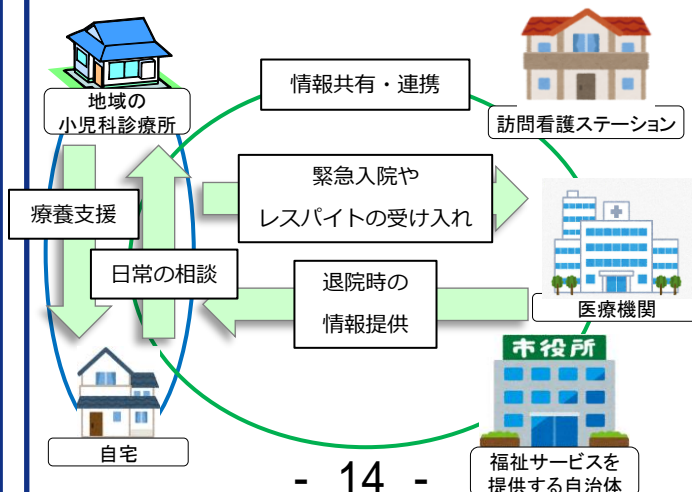 地域の
小児科診療所
情報共有・連携
訪問看護ステーション
緊急入院や
レスパイトの受け入れ
療養支援
日常の相談
退院時の
情報提供
医療機関
市役所
自宅
福祉サービスを
提供する自治体
- 14 -